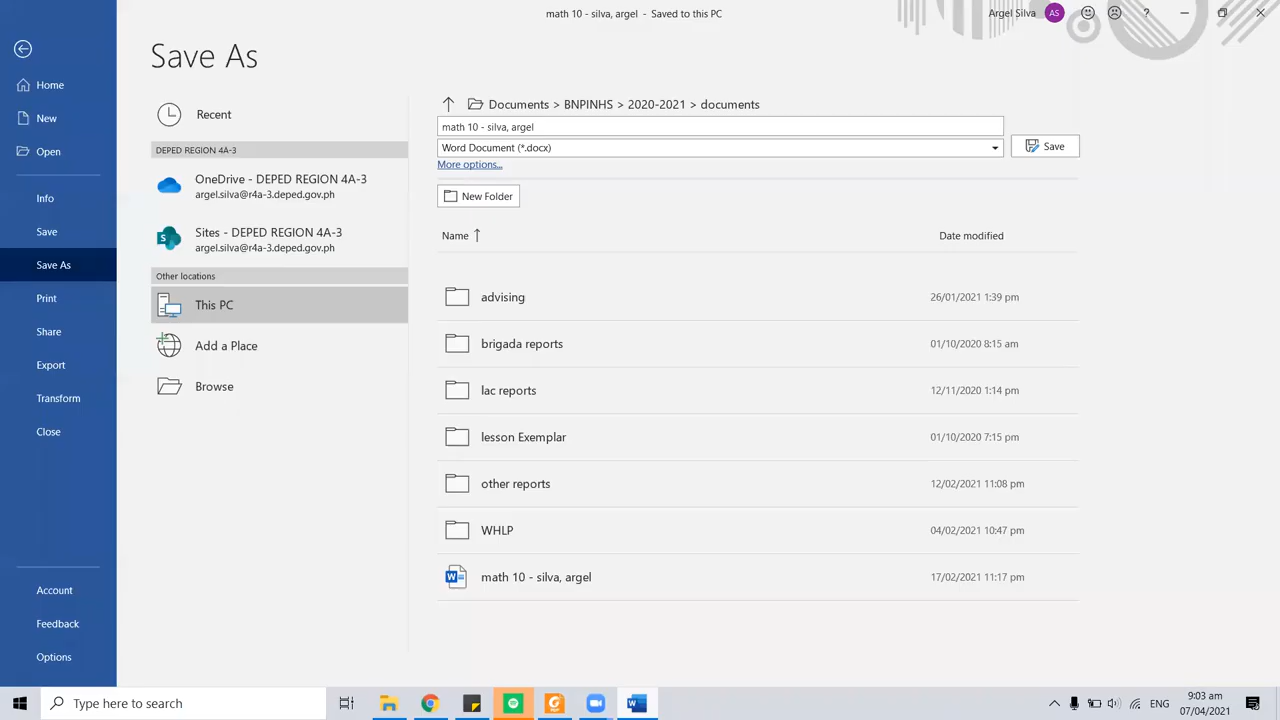 math 10 - silva, argel - Saved to this PC
Argel Silva AS ?
Save As
Home
New
Open
Info
Save
Save As
Print
Share
Export
Transform
Close
Account
Feedback
Options
Recent
DEPED REGION 4A-3
OneDrive - DEPED REGION 4A-3
argel.silva@r4a-3.deped.gov.ph
Sites - DEPED REGION 4A-3
argel.silva@r4a-3.deped.gov.ph
Other locations
This PC
Add a Place
Browse
Documents > BNPINHS > 2020-2021 > documents
math 10 - silva, argel
Word Document (*.docx)
Save
More options...
New Folder
Name Date modified
advising 26/01/2021 1:39 pm
brigada reports 01/10/2020 8:15 am
lac reports 12/11/2020 1:14 pm
lesson Exemplar 01/10/2020 7:15 pm
other reports 12/02/2021 11:08 pm
WHLP 04/02/2021 10:47 pm
math 10 - silva, argel 17/02/2021 11:17 pm
Type here to search
ENG
9:03 am
07/04/2021